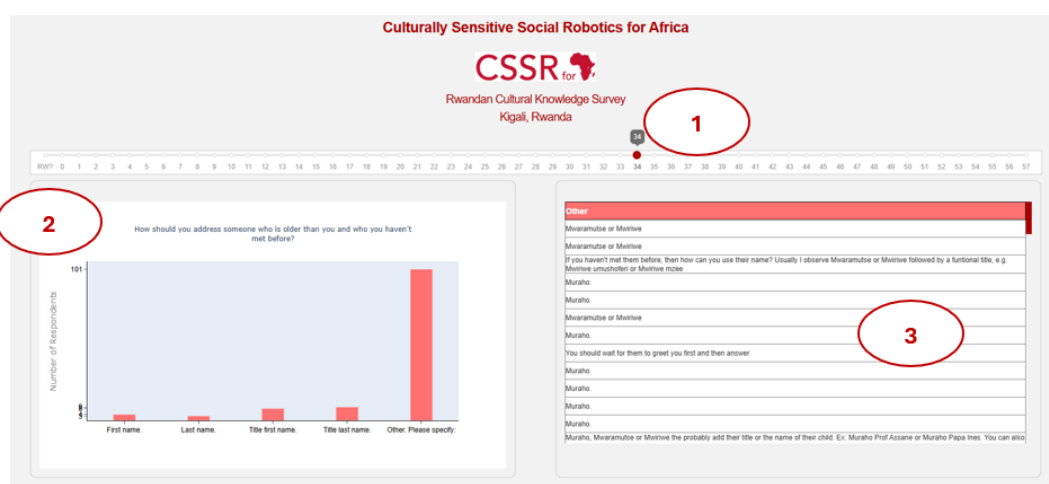 Culturally Sensitive Social Robotics for Africa
CSSR for
Rwandan Cultural Knowledge Survey
Kigali, Rwanda
1
34
RW? 0 1 2 3 4 5 6 7 8 9 10 11 12 13 14 15 16 17 18 19 20 21 22 23 24 25 26 27 28 29 30 31 32 33 34 35 36 37 38 39 40 41 42 43 44 45 46 47 48 49 50 51 52 53 54 55 56 57
2
How should you address someone who is older than you and who you haven't
met before?
101
Number of Respondents
First name. Last name. Title first name. Title last name. Other. Please specify:
Other
Mwaramutse or Mwiriwe
Mwaramutse or Mwiriwe
If you haven't met them before, then how can you use their name? Usually I observe Mwaramutse or Mwiriwe followed by a funtional title, e.g.
Mwiriwe umushoferi or Mwiriwe mzee
Muraho.
Muraho.
Mwaramutse or Mwiriwe
Muraho.
3
You should wait for them to greet you first and then answer
Muraho.
Muraho.
Muraho.
Muraho.
Muraho, Mwaramutse or Mwiriwe the probably add their title or the name of their child. Ex: Muraho Prof Assane or Muraho Papa Ines. You can also